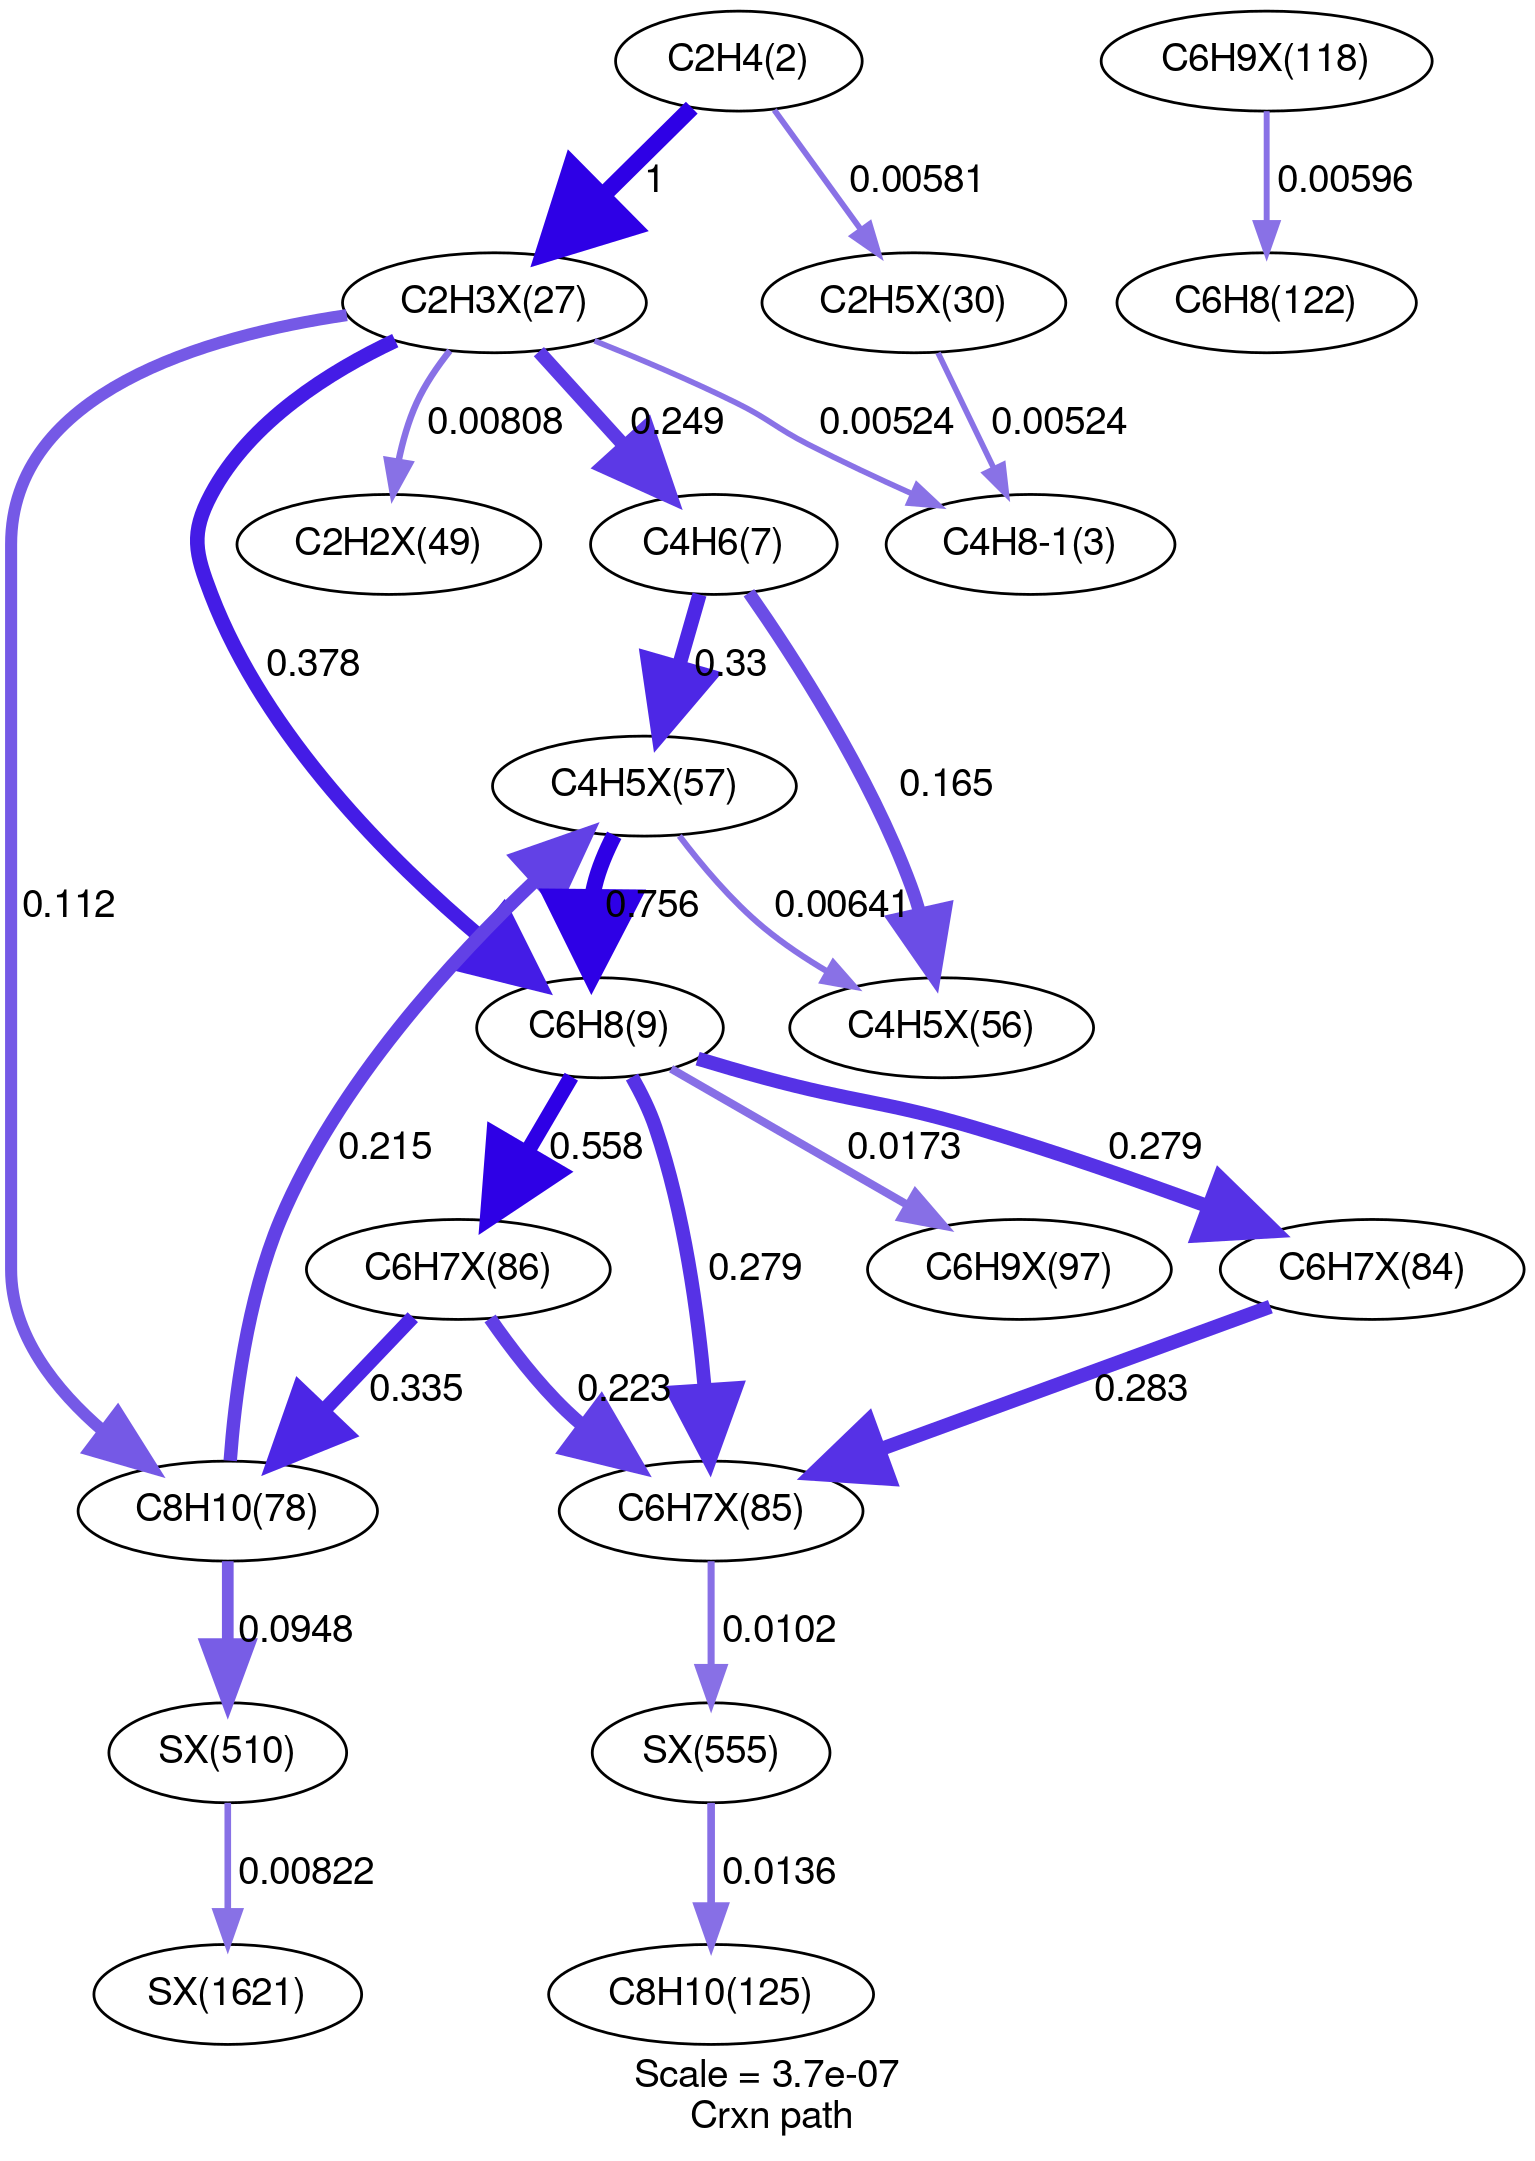 C2H4(2)
C6H9X(118)
1
0.00581
0.00596
C2H3X(27)
C2H5X(30)
C6H8(122)
0.00808
0.249
0.00524
0.00524
C2H2X(49)
C4H6(7)
C4H8-1(3)
0.378
0.33
C4H5X(57)
0.165
0.112
0.756
0.00641
C6H8(9)
C4H5X(56)
0.215
0.558
0.0173
0.279
C6H7X(86)
0.279
C6H9X(97)
C6H7X(84)
0.335
0.223
0.283
C8H10(78)
C6H7X(85)
0.0948
0.0102
SX(510)
SX(555)
0.00822
0.0136
SX(1621)
C8H10(125)
Scale = 3.7e-07
Crxn path